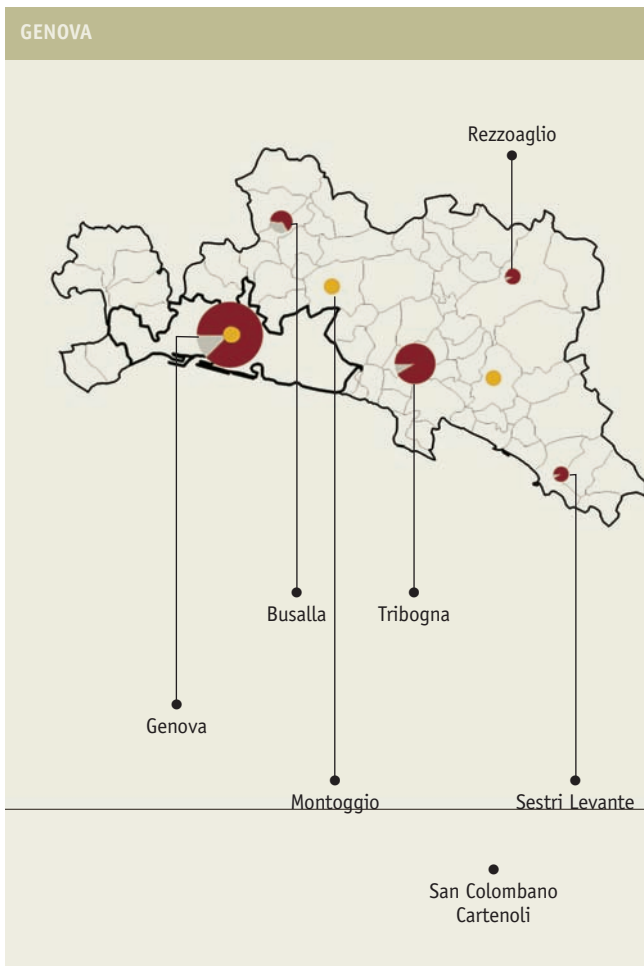 GENOVA
Rezzoaglio
Busalla
Tribogna
Genova
Montoggio
Sestri Levante
San Colombano
Cartenoli